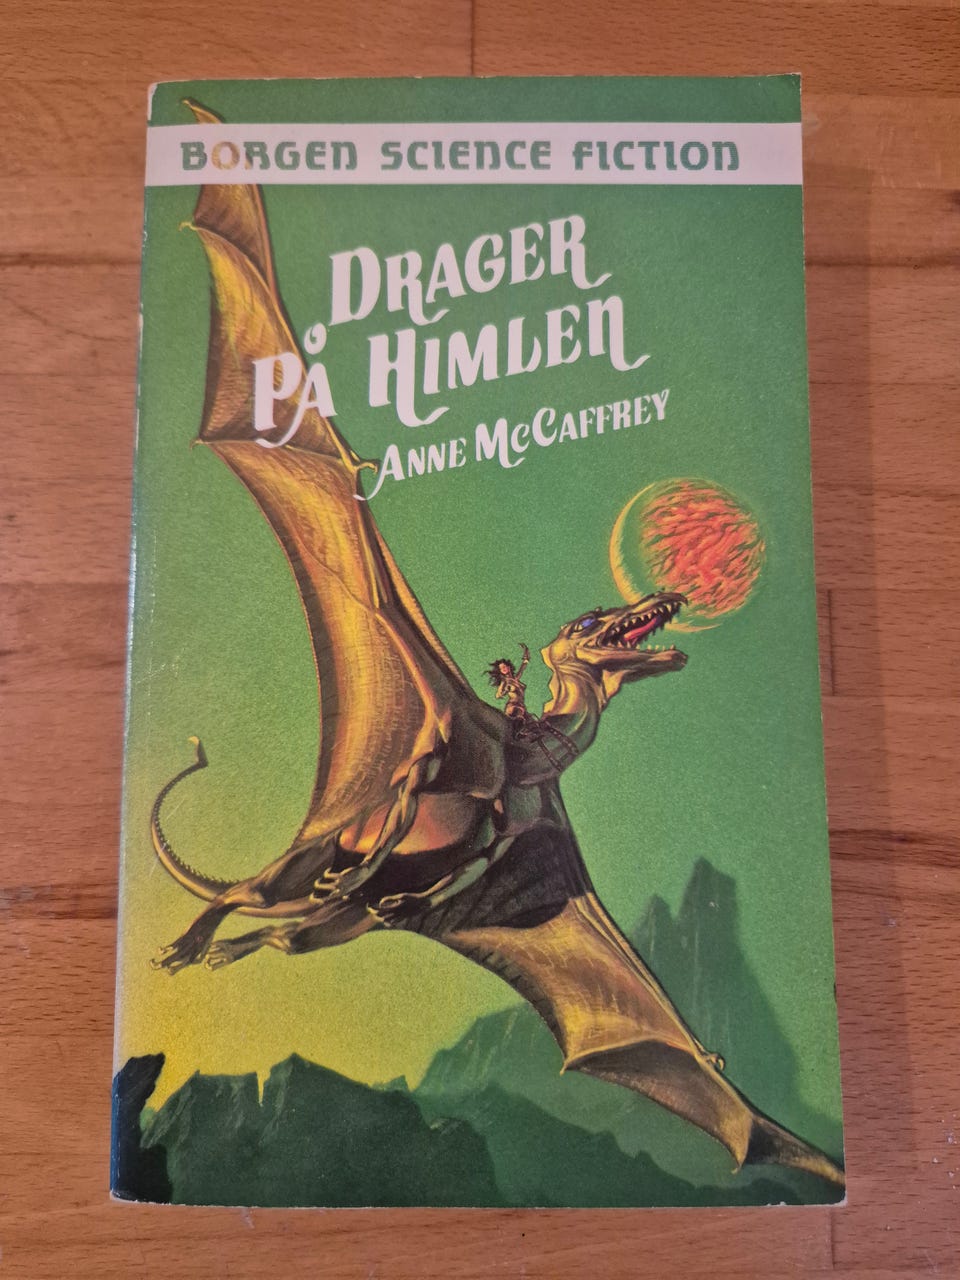 BORGEN SCIENCE FICTION
DRAGER
PÅ HIMLEN
ANNE MCCAFFREY